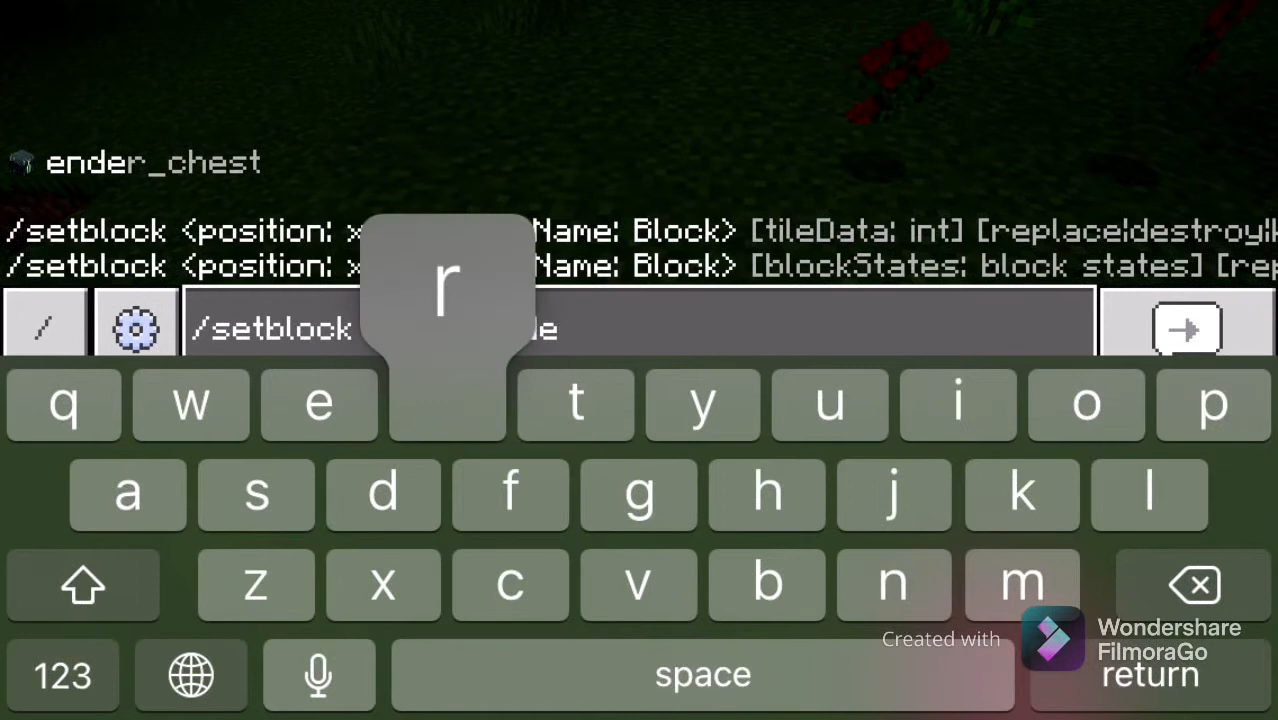 ender_chest
/setblock <position: x Name: Block> [tileData: int] [replace|destroy|k
/setblock <position: x Name: Block> [blockStates: block states] [rep
/ /setblock de
r
q w e t y u i o p
a s d f g h j k l
z x c v b n m
Created with Wondershare FilmoraGo
123 space return